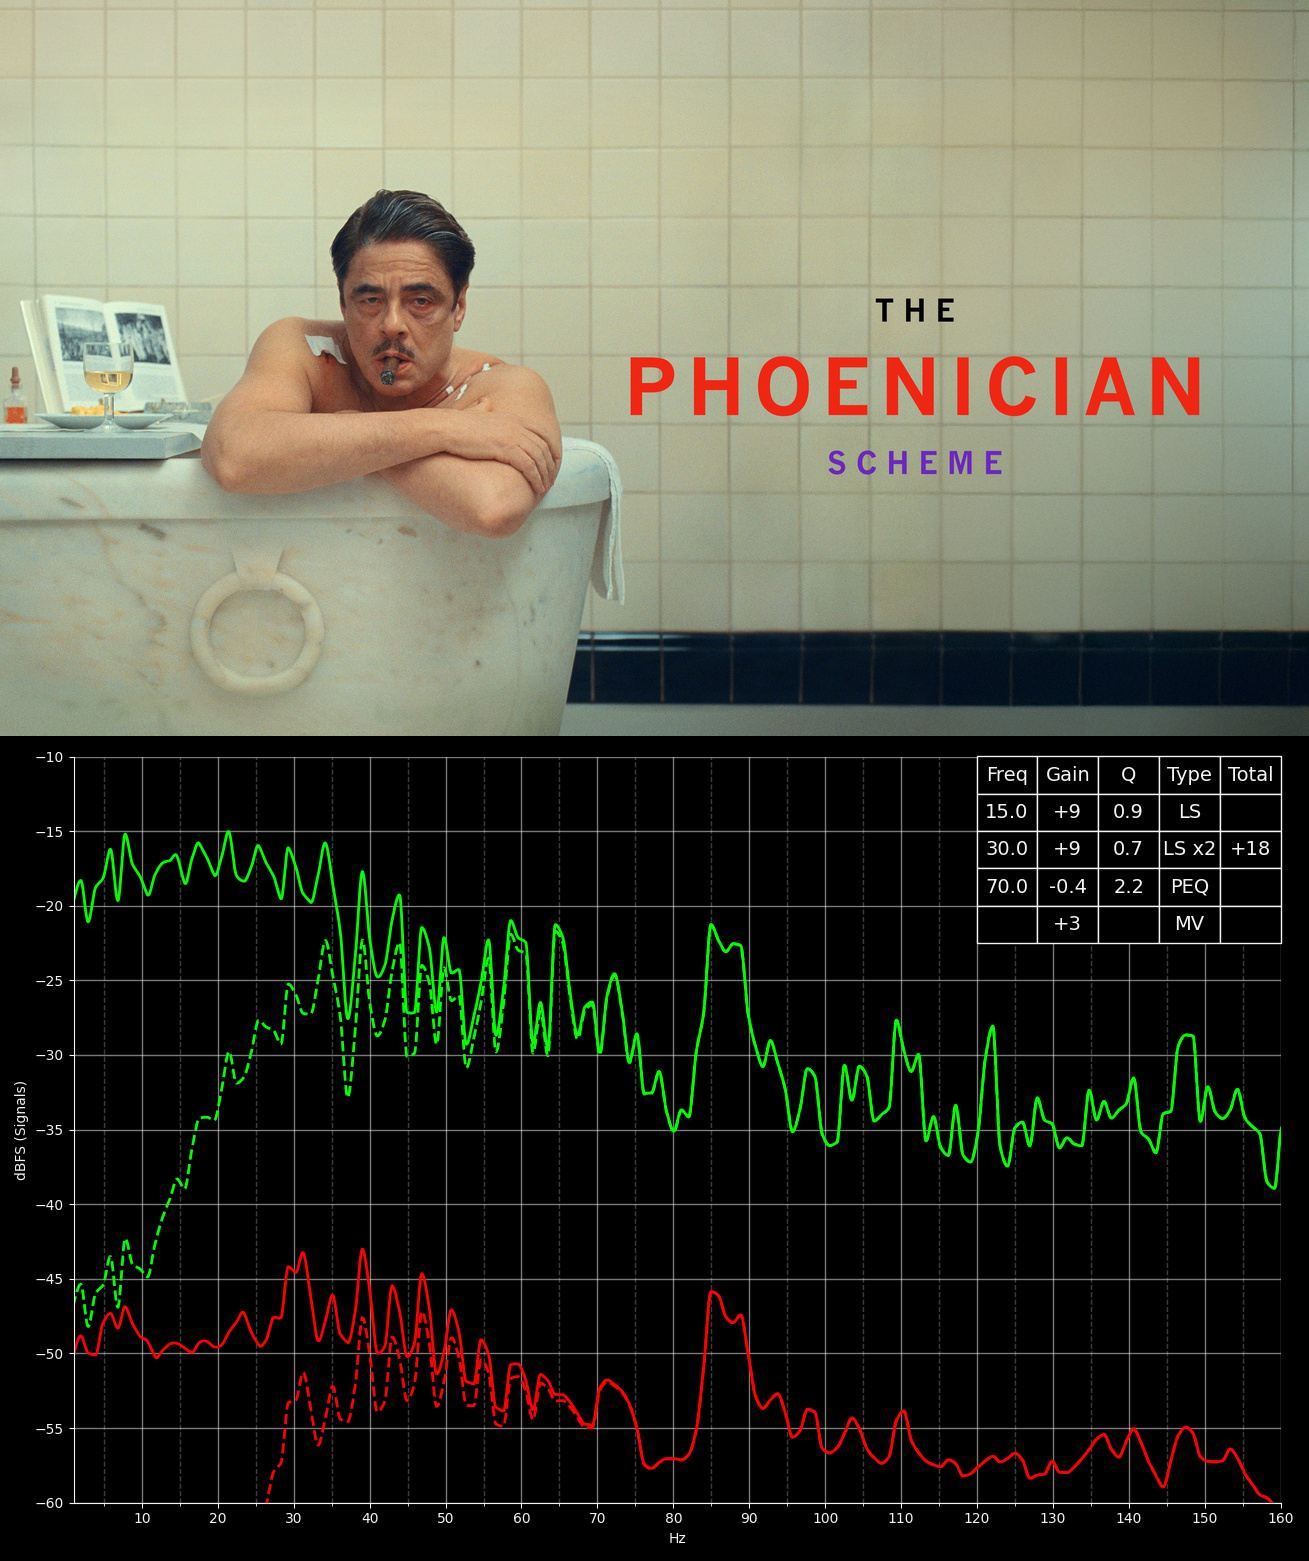 THE
PHOENICIAN
SCHEME
Freq Gain Q Type Total
15.0 +9 0.9 LS
30.0 +9 0.7 LS x2 +18
70.0 -0.4 2.2 PEQ
+3 MV
−10
−15
−20
−25
−30
−35
−40
−45
−50
−55
−60
dBFS (Signals)
10 20 30 40 50 60 70 80 90 100 110 120 130 140 150 160
Hz